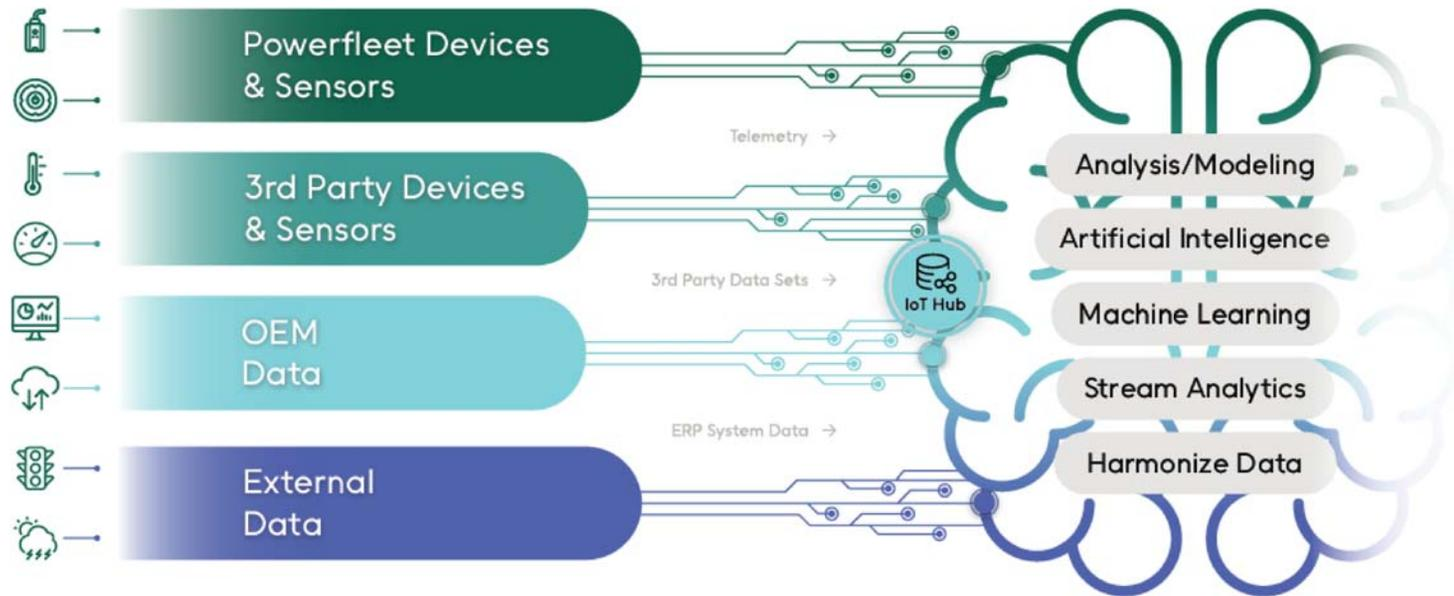 Powerfleet Devices
& Sensors
Telemetry →
3rd Party Devices
& Sensors
3rd Party Data Sets →
OEM
Data
ERP System Data →
External
Data
IoT Hub
Analysis/Modeling
Artificial Intelligence
Machine Learning
Stream Analytics
Harmonize Data